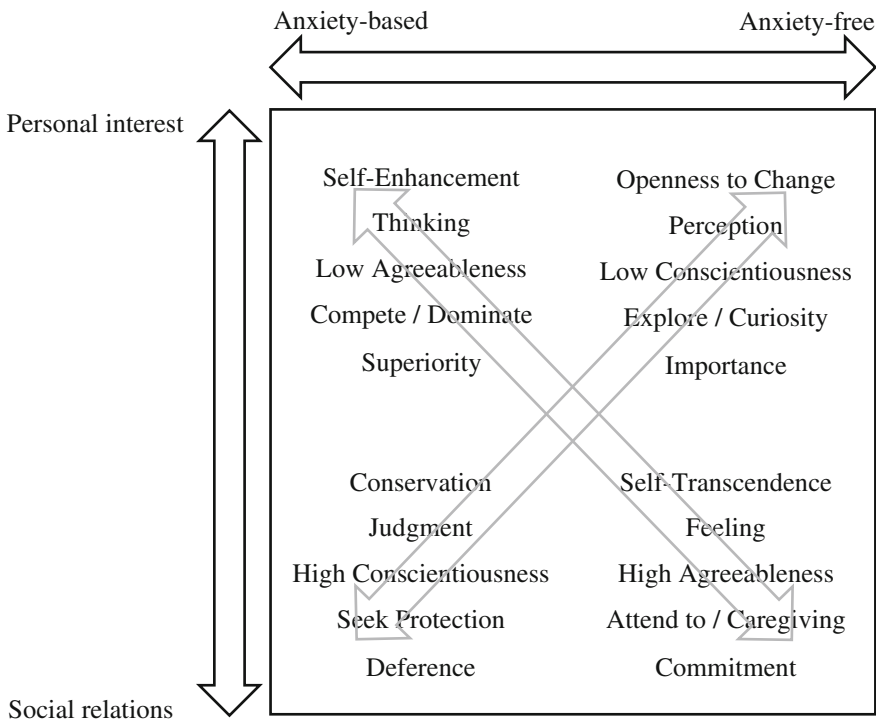 Anxiety-based Anxiety-free
Personal interest
Self-Enhancement Openness to Change
Thinking Perception
Low Agreeableness Low Conscientiousness
Compete / Dominate Explore / Curiosity
Superiority Importance
Conservation Self-Transcendence
Judgment Feeling
High Conscientiousness High Agreeableness
Seek Protection Attend to / Caregiving
Deference Commitment
Social relations